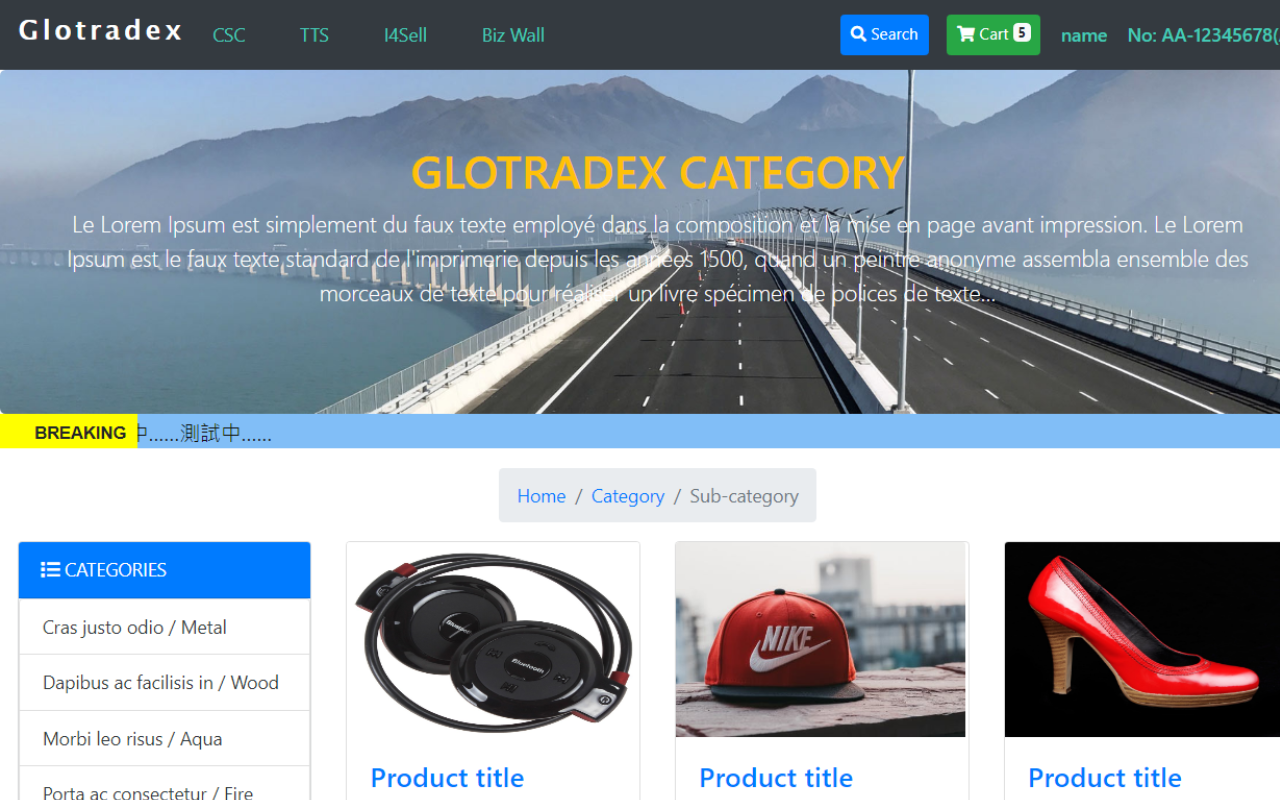 Glotradex CSC TTS I4Sell Biz Wall Search Cart 5 name No: AA-12345678(
GLOTRADEX CATEGORY
Le Lorem Ipsum est simplement du faux texte employé dans la composition et la mise en page avant impression. Le Lorem
Ipsum est le faux texte standard de l'imprimerie depuis les années 1500, quand un peintre anonyme assembla ensemble des
morceaux de texte pour réaliser un livre spécimen de polices de texte...
BREAKING 中......測試中......
Home / Category / Sub-category
CATEGORIES
Cras justo odio / Metal
Dapibus ac facilisis in / Wood
Morbi leo risus / Aqua
Porta ac consectetur / Fire
Bluetooth
Bluetooth
NIKE
Product title
Product title
Product title